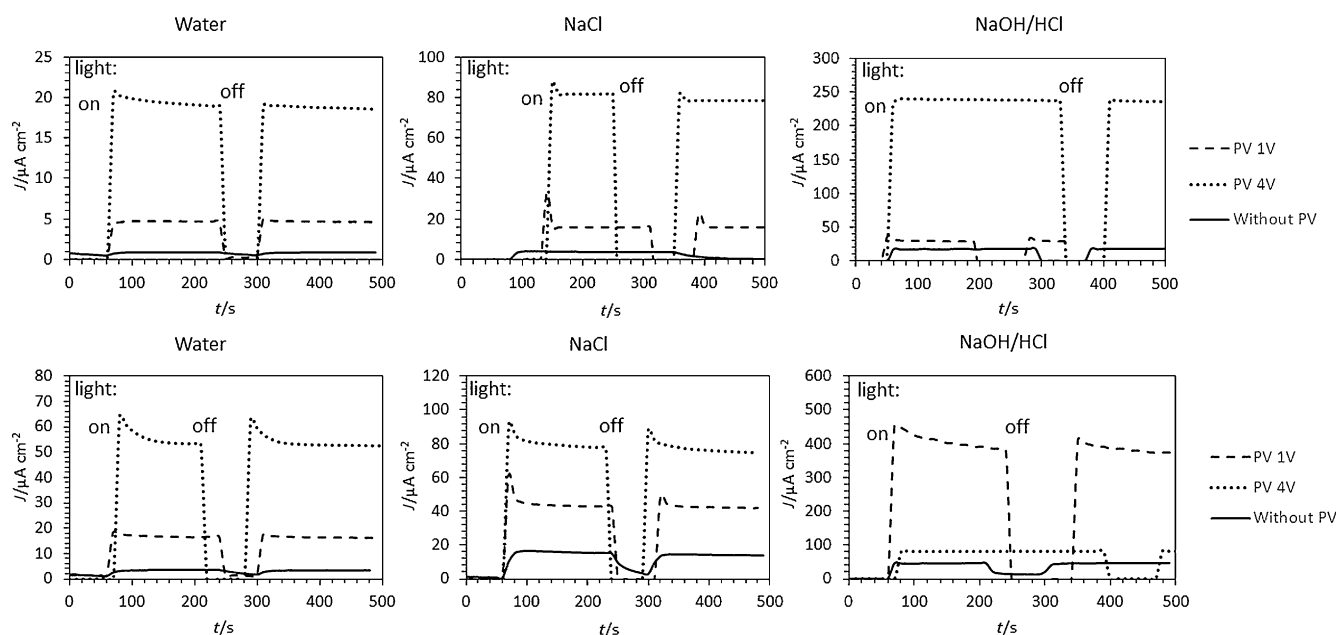 Water
25
20
15
10
5
0
J/μA cm⁻²
light:
on
off
0 100 200 300 400 500
t/s
NaCl
100
80
60
40
20
0
J/μA cm⁻²
light:
on
off
0 100 200 300 400 500
t/s
NaOH/HCl
300
250
200
150
100
50
0
J/μA cm⁻²
light:
on
off
0 100 200 300 400 500
t/s
PV 1V
PV 4V
Without PV
Water
80
70
60
50
40
30
20
10
0
J/μA cm⁻²
light:
on
off
0 100 200 300 400 500
t/s
NaCl
120
100
80
60
40
20
0
J/μA cm⁻²
light:
on
off
0 100 200 300 400 500
t/s
NaOH/HCl
600
500
400
300
200
100
0
J/μA cm⁻²
light:
on
off
0 100 200 300 400 500
t/s
PV 1V
PV 4V
Without PV